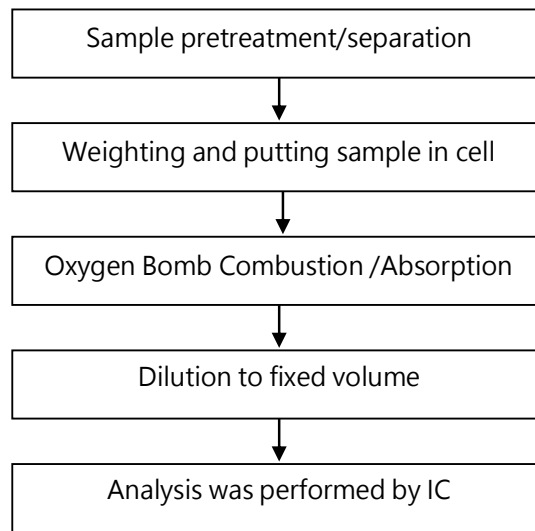 Sample pretreatment/separation
Weighting and putting sample in cell
Oxygen Bomb Combustion /Absorption
Dilution to fixed volume
Analysis was performed by IC